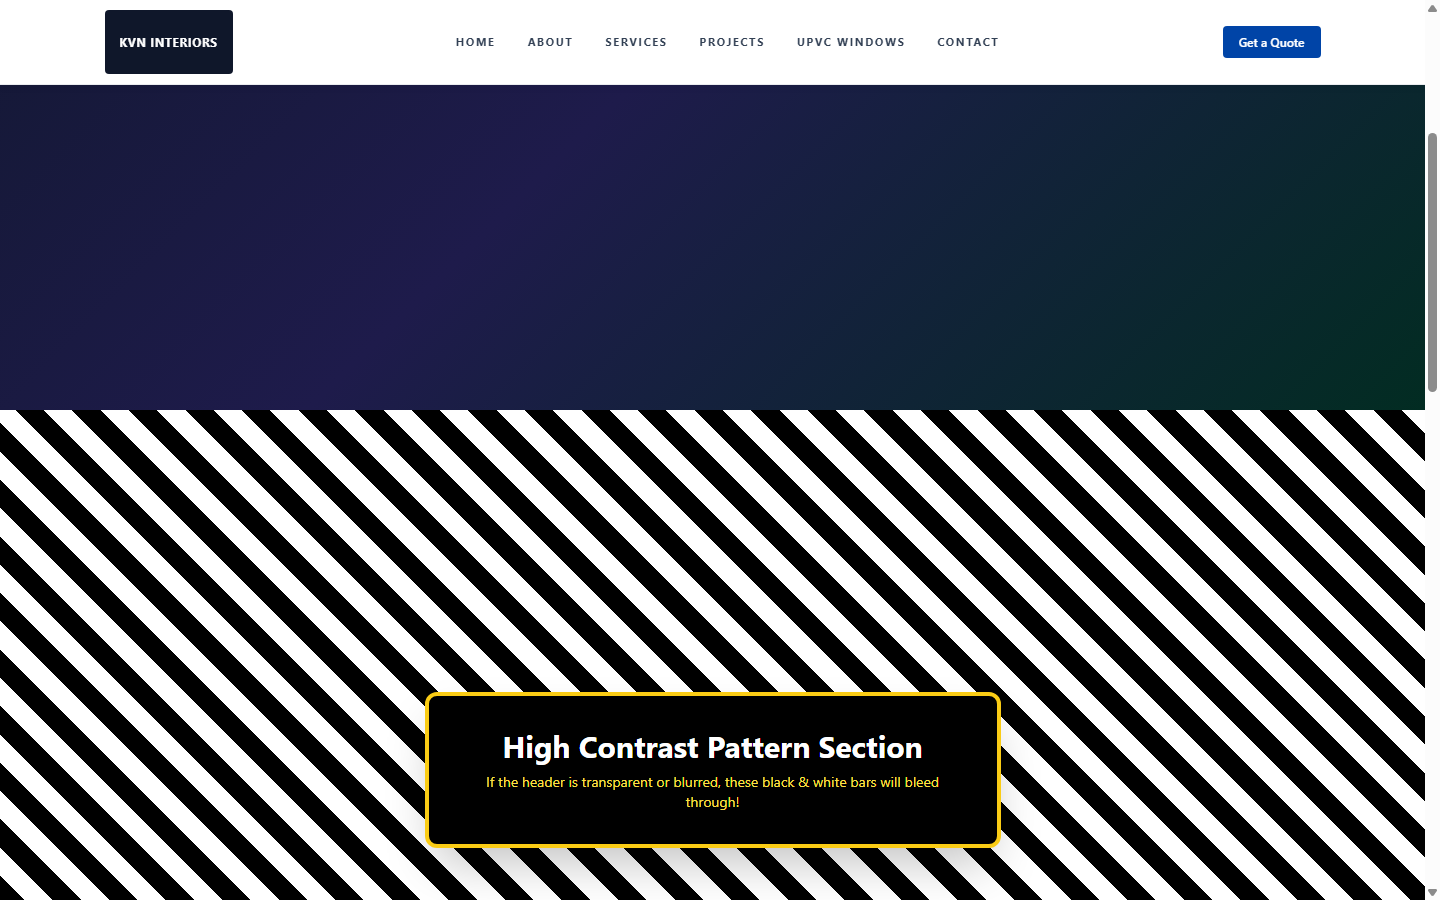 KVN INTERIORS
HOME
ABOUT
SERVICES
PROJECTS
UPVC WINDOWS
CONTACT
Get a Quote
High Contrast Pattern Section
If the header is transparent or blurred, these black & white bars will bleed
through!